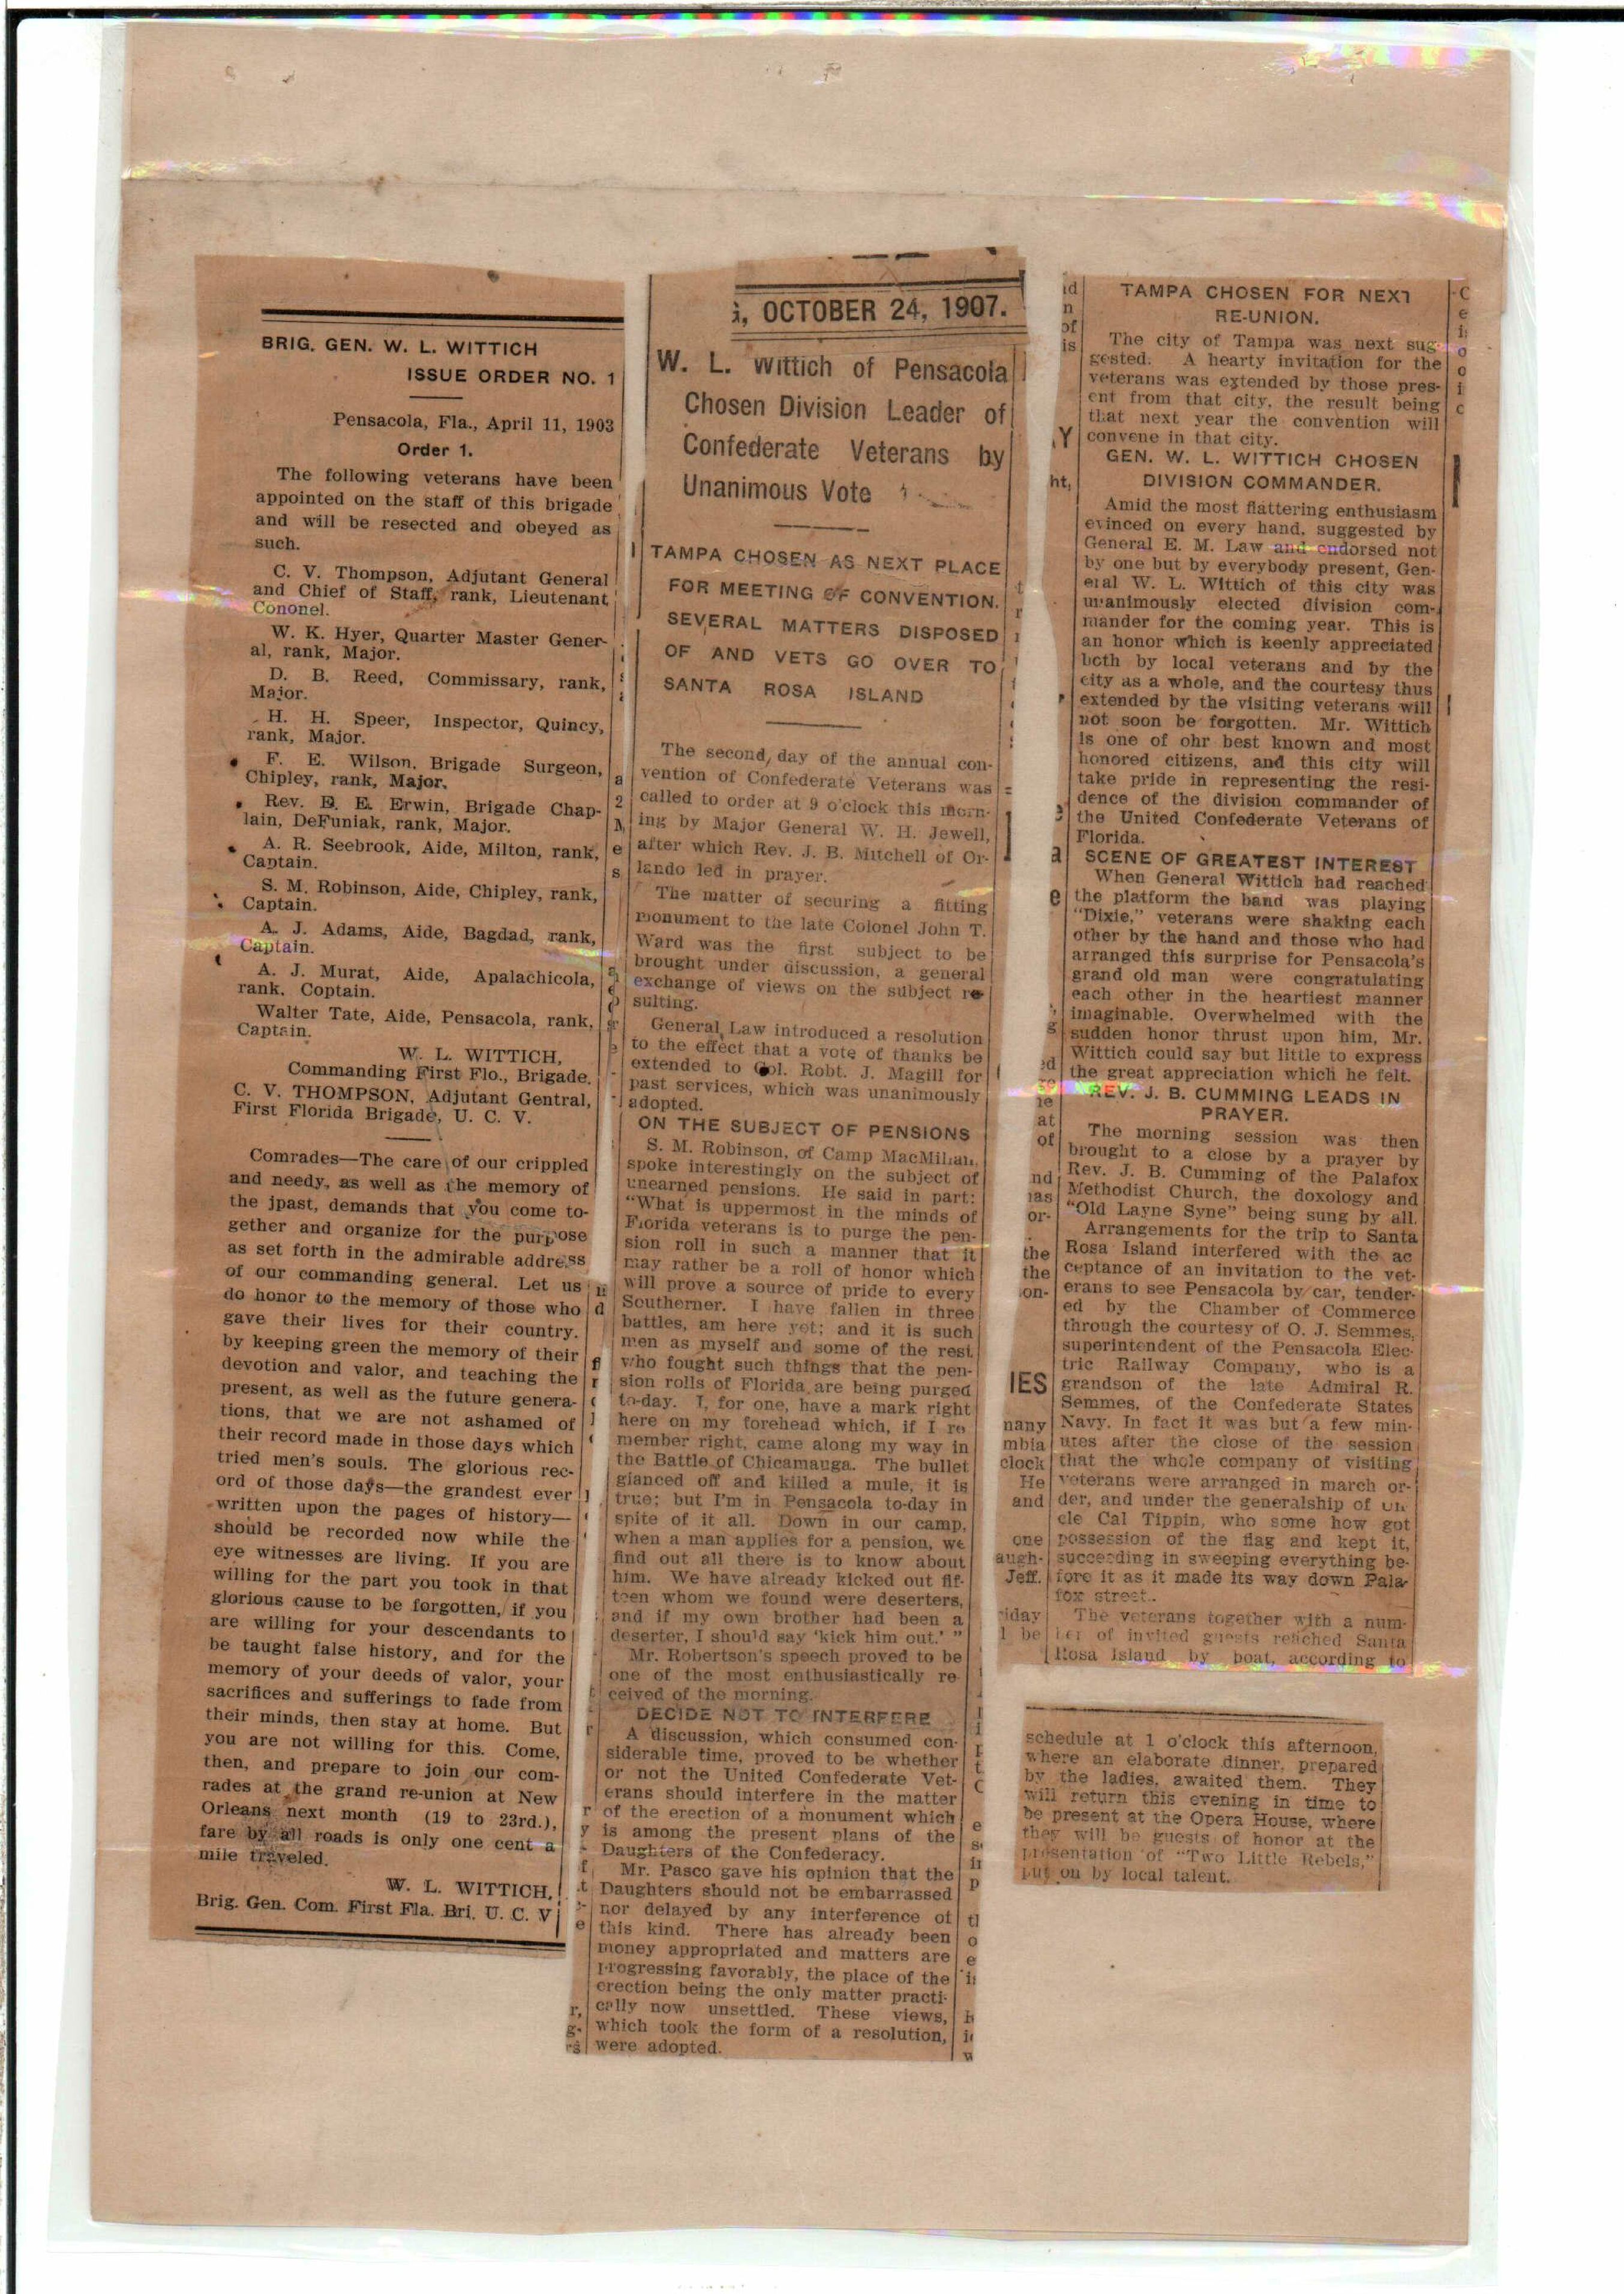 BRIG. GEN. W. L. WITTICH
ISSUE ORDER NO. 1
Pensacola, Fla., April 11, 1903
Order 1.
The following veterans have been
appointed on the staff of this brigade
and will be resected and obeyed as
such.
C. V. Thompson, Adjutant General
and Chief of Staff, rank, Lieutenant
Cononel.
W. K. Hyer, Quarter Master Gener-
al, rank, Major.
D. B. Reed, Commissary, rank,
Major.
H. H. Speer, Inspector, Quincy,
rank, Major.
F. E. Wilson, Brigade Surgeon,
Chipley, rank, Major.
Rev. E. E. Erwin, Brigade Chap-
lain, DeFuniak, rank, Major.
A. R. Seebrook, Aide, Milton, rank,
Captain.
S. M. Robinson, Aide, Chipley, rank,
Captain.
A. J. Adams, Aide, Bagdad, rank,
Captain.
A. J. Murat, Aide, Apalachicola,
rank. Coptain.
Walter Tate, Aide, Pensacola, rank,
Captain.
W. L. WITTICH,
Commanding First Flo., Brigade.
C. V. THOMPSON, Adjutant Gentral,
First Florida Brigade, U. C. V.
Comrades—The care of our crippled
and needy, as well as the memory of
the jpast, demands that you come to-
gether and organize for the purpose
as set forth in the admirable address
of our commanding general. Let us
do honor to the memory of those who
gave their lives for their country.
by keeping green the memory of their
devotion and valor, and teaching the
present, as well as the future genera-
tions, that we are not ashamed of
their record made in those days which
tried men's souls. The glorious rec-
ord of those days—the grandest ever
written upon the pages of history—
should be recorded now while the
eye witnesses are living. If you are
willing for the part you took in that
glorious cause to be forgotten, if you
are willing for your descendants to
be taught false history, and for the
memory of your deeds of valor, your
sacrifices and sufferings to fade from
their minds, then stay at home. But
you are not willing for this. Come,
then, and prepare to join our com-
rades at the grand re-union at New
Orleans next month (19 to 23rd.),
fare by all roads is only one cent a
mile traveled.
W. L. WITTICH,
Brig. Gen. Com. First Fla. Bri. U. C. V
OCTOBER 24, 1907.
W. L. Wittich of Pensacola
Chosen Division Leader of
Confederate Veterans by
Unanimous Vote
TAMPA CHOSEN AS NEXT PLACE
FOR MEETING OF CONVENTION.
SEVERAL MATTERS DISPOSED
OF AND VETS GO OVER TO
SANTA ROSA ISLAND
The second day of the annual con-
vention of Confederate Veterans was
called to order at 9 o'clock this morn-
ing by Major General W. H. Jewell,
after which Rev. J. B. Mitchell of Or-
lando led in prayer.
The matter of securing a fitting
monument to the late Colonel John T.
Ward was the first subject to be
brought under discussion, a general
exchange of views on the subject re-
sulting.
General Law introduced a resolution
to the effect that a vote of thanks be
extended to Col. Robt. J. Magill for
past services, which was unanimously
adopted.
ON THE SUBJECT OF PENSIONS
S. M. Robinson, of Camp MacMillan,
spoke interestingly on the subject of
unearned pensions. He said in part:
"What is uppermost in the minds of
Florida veterans is to purge the pen-
sion roll in such a manner that it
may rather be a roll of honor which
will prove a source of pride to every
Southerner. I have fallen in three
battles, am here yet; and it is such
men as myself and some of the rest
who fought such things that the pen-
sion rolls of Florida are being purged
to-day. I, for one, have a mark right
here on my forehead which, if I re
member right, came along my way in
the Battle of Chicamauga. The bullet
glanced off and killed a mule, it is
true; but I'm in Pensacola to-day in
spite of it all. Down in our camp,
when a man applies for a pension, we
find out all there is to know about
him. We have already kicked out fif-
teen whom we found were deserters,
and if my own brother had been a
deserter, I should say 'kick him out.' "
Mr. Robertson's speech proved to be
one of the most enthusiastically re-
ceived of the morning.
DECIDE NOT TO INTERFERE
A discussion, which consumed con-
siderable time, proved to be whether
or not the United Confederate Vet-
erans should interfere in the matter
of the erection of a monument which
is among the present plans of the
Daughters of the Confederacy.
Mr. Pasco gave his opinion that the
Daughters should not be embarrassed
nor delayed by any interference of
this kind. There has already been
money appropriated and matters are
progressing favorably, the place of the
erection being the only matter practi-
cally now unsettled. These views,
which took the form of a resolution,
were adopted.
TAMPA CHOSEN FOR NEXT
RE-UNION.
The city of Tampa was next sug-
gested. A hearty invitation for the
veterans was extended by those pres-
ent from that city, the result being
that next year the convention will
convene in that city.
GEN. W. L. WITTICH CHOSEN
DIVISION COMMANDER.
Amid the most flattering enthusiasm
evinced on every hand, suggested by
General E. M. Law and endorsed not
by one but by everybody present, Gen-
eral W. L. Wittich of this city was
unanimously elected division com-
mander for the coming year. This is
an honor which is keenly appreciated
both by local veterans and by the
city as a whole, and the courtesy thus
extended by the visiting veterans will
not soon be forgotten. Mr. Wittich
is one of ohr best known and most
honored citizens, and this city will
take pride in representing the resi-
dence of the division commander of
the United Confederate Veterans of
Florida.
SCENE OF GREATEST INTEREST
When General Wittich had reached
the platform the band was playing
"Dixie," veterans were shaking each
other by the hand and those who had
arranged this surprise for Pensacola's
grand old man were congratulating
each other in the heartiest manner
imaginable. Overwhelmed with the
sudden honor thrust upon him, Mr.
Wittich could say but little to express
the great appreciation which he felt.
REV. J. B. CUMMING LEADS IN
PRAYER.
The morning session was then
brought to a close by a prayer by
Rev. J. B. Cumming of the Palafox
Methodist Church, the doxology and
"Old Layne Syne" being sung by all.
Arrangements for the trip to Santa
Rosa Island interfered with the ac
ceptance of an invitation to the vet-
erans to see Pensacola by car, tender-
ed by the Chamber of Commerce
through the courtesy of O. J. Semmes,
superintendent of the Pensacola Elec-
tric Railway Company, who is a
grandson of the late Admiral R.
Semmes, of the Confederate States
Navy. In fact it was but a few min-
utes after the close of the session
that the whole company of visiting
veterans were arranged in march or-
der, and under the generalship of Un
cle Cal Tippin, who some how got
possession of the flag and kept it,
succeeding in sweeping everything be-
fore it as it made its way down Pala-
fox street.
The veterans together with a num-
ber of invited guests reached Santa
Rosa Island by boat, according to
schedule at 1 o'clock this afternoon,
where an elaborate dinner, prepared
by the ladies, awaited them. They
will return this evening in time to
be present at the Opera House, where
they will be guests of honor at the
presentation of "Two Little Rebels,"
put on by local talent.